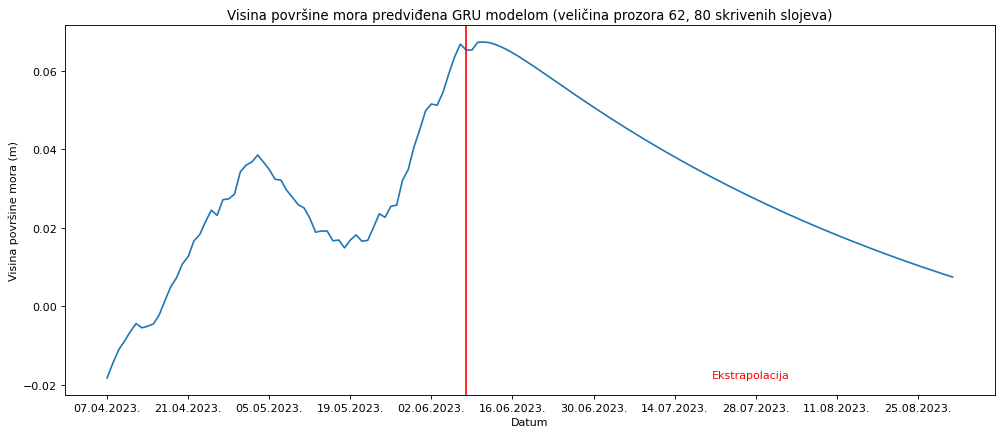 Visina površine mora predviđena GRU modelom (veličina prozora 62, 80 skrivenih slojeva)
Visina površine mora (m)
0.06
0.04
0.02
0.00
−0.02
Ekstrapolacija
07.04.2023. 21.04.2023. 05.05.2023. 19.05.2023. 02.06.2023. 16.06.2023. 30.06.2023. 14.07.2023. 28.07.2023. 11.08.2023. 25.08.2023.
Datum